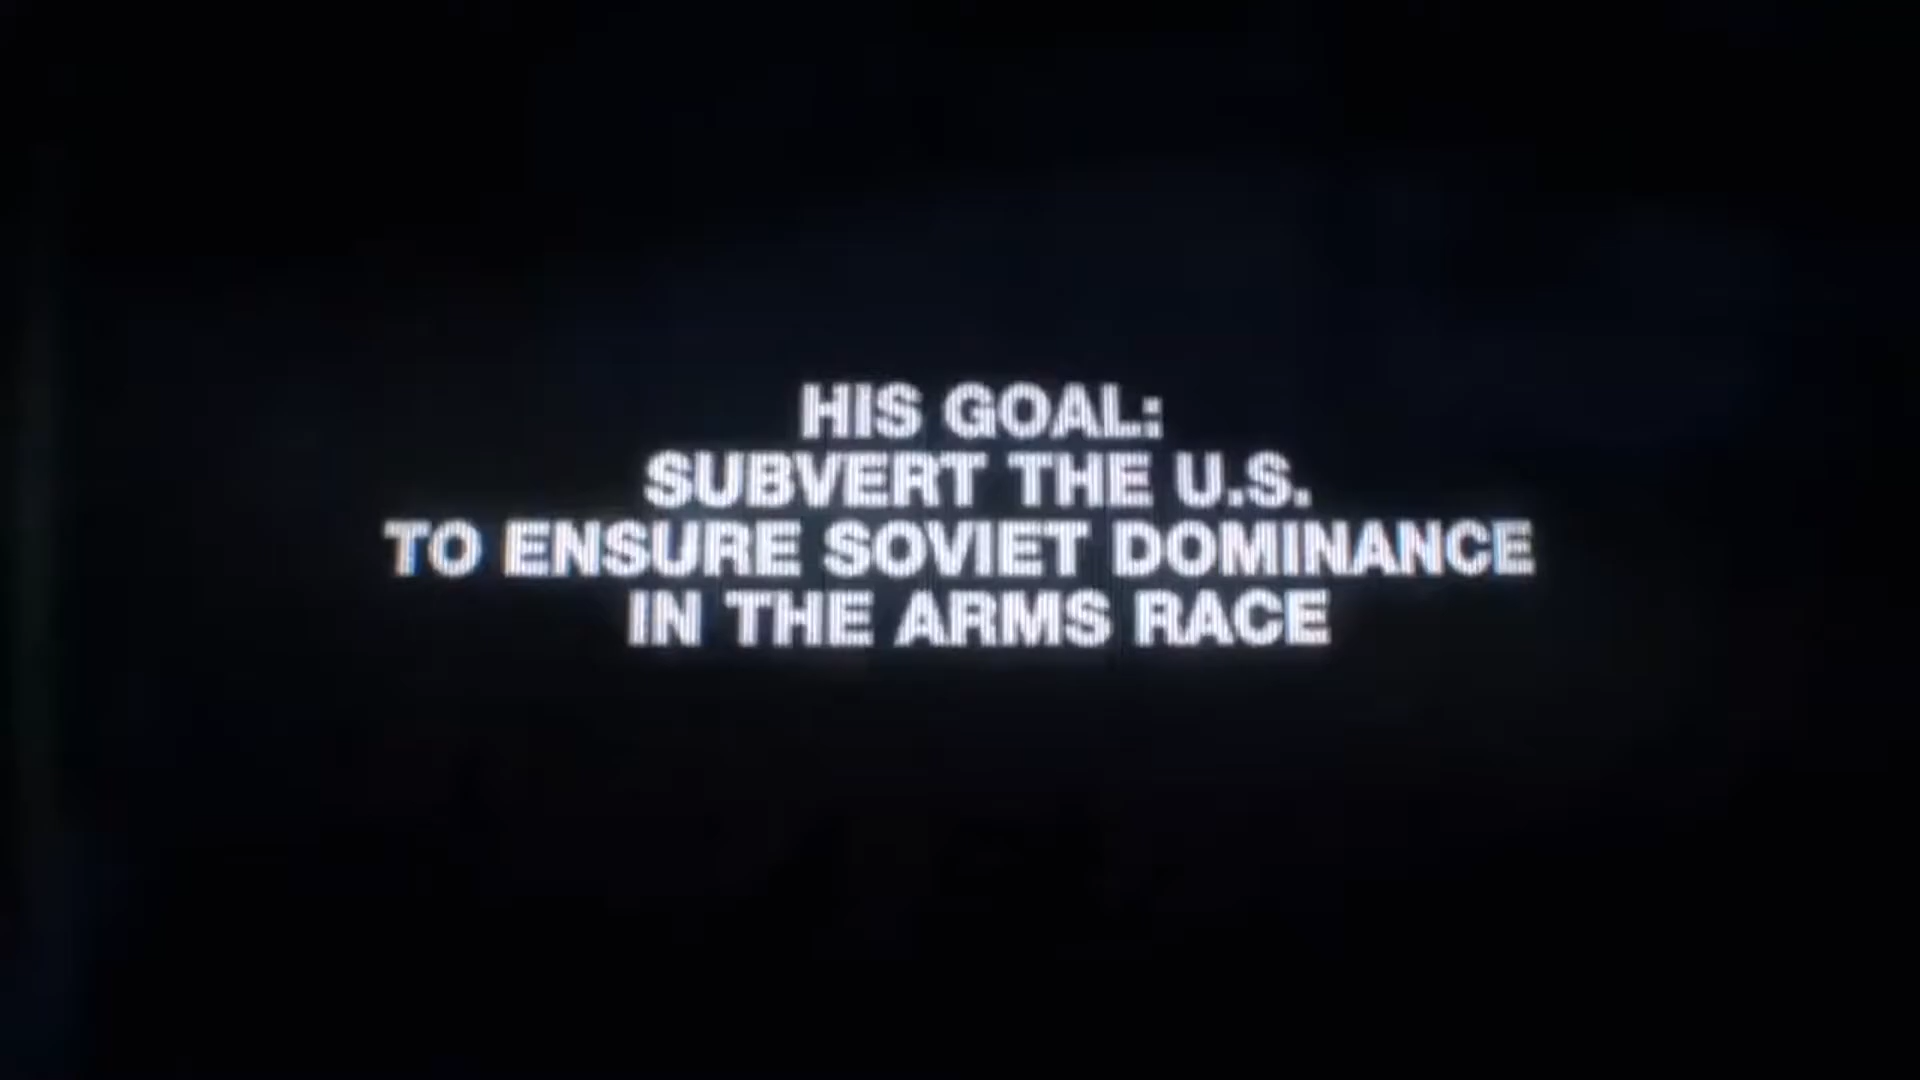 HIS GOAL:
SUBVERT THE U.S.
TO ENSURE SOVIET DOMINANCE
IN THE ARMS RACE